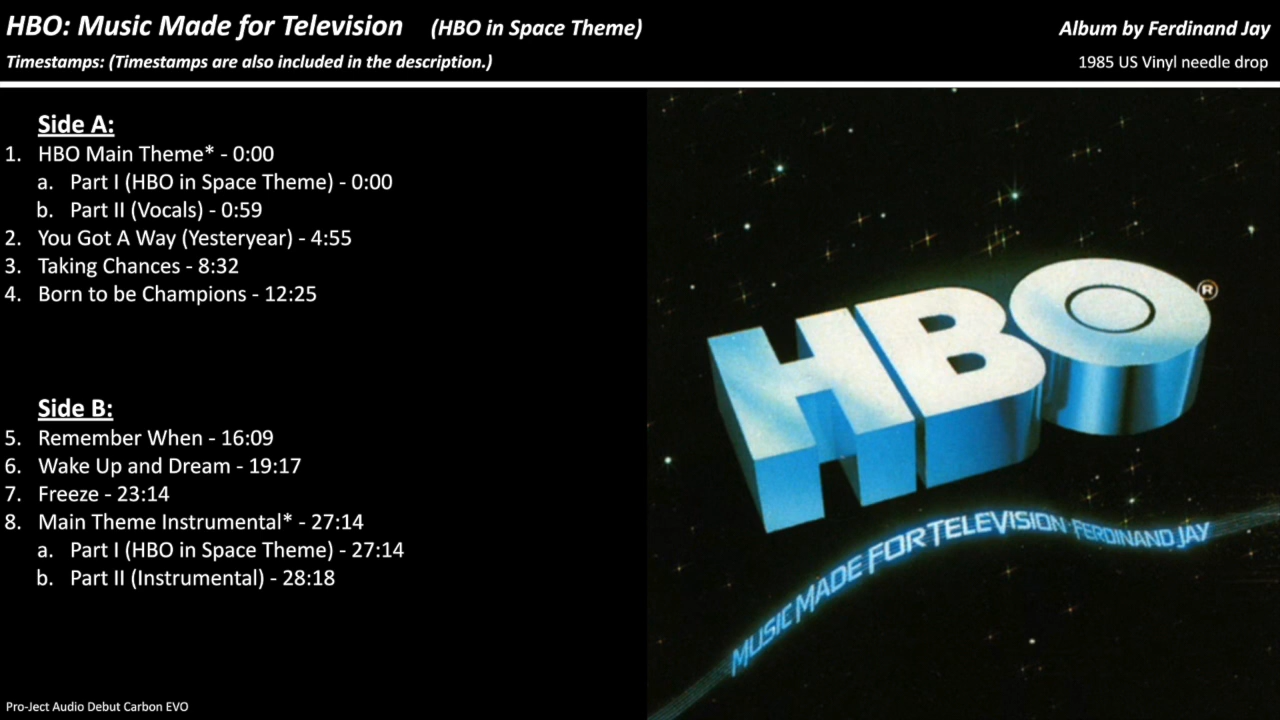 HBO: Music Made for Television (HBO in Space Theme)
Album by Ferdinand Jay
Timestamps: (Timestamps are also included in the description.)
1985 US Vinyl needle drop
Side A:
1. HBO Main Theme* - 0:00
a. Part I (HBO in Space Theme) - 0:00
b. Part II (Vocals) - 0:59
2. You Got A Way (Yesteryear) - 4:55
3. Taking Chances - 8:32
4. Born to be Champions - 12:25
Side B:
5. Remember When - 16:09
6. Wake Up and Dream - 19:17
7. Freeze - 23:14
8. Main Theme Instrumental* - 27:14
a. Part I (HBO in Space Theme) - 27:14
b. Part II (Instrumental) - 28:18
Pro-Ject Audio Debut Carbon EVO
HBO®
MUSIC MADE FOR TELEVISION · FERDINAND JAY